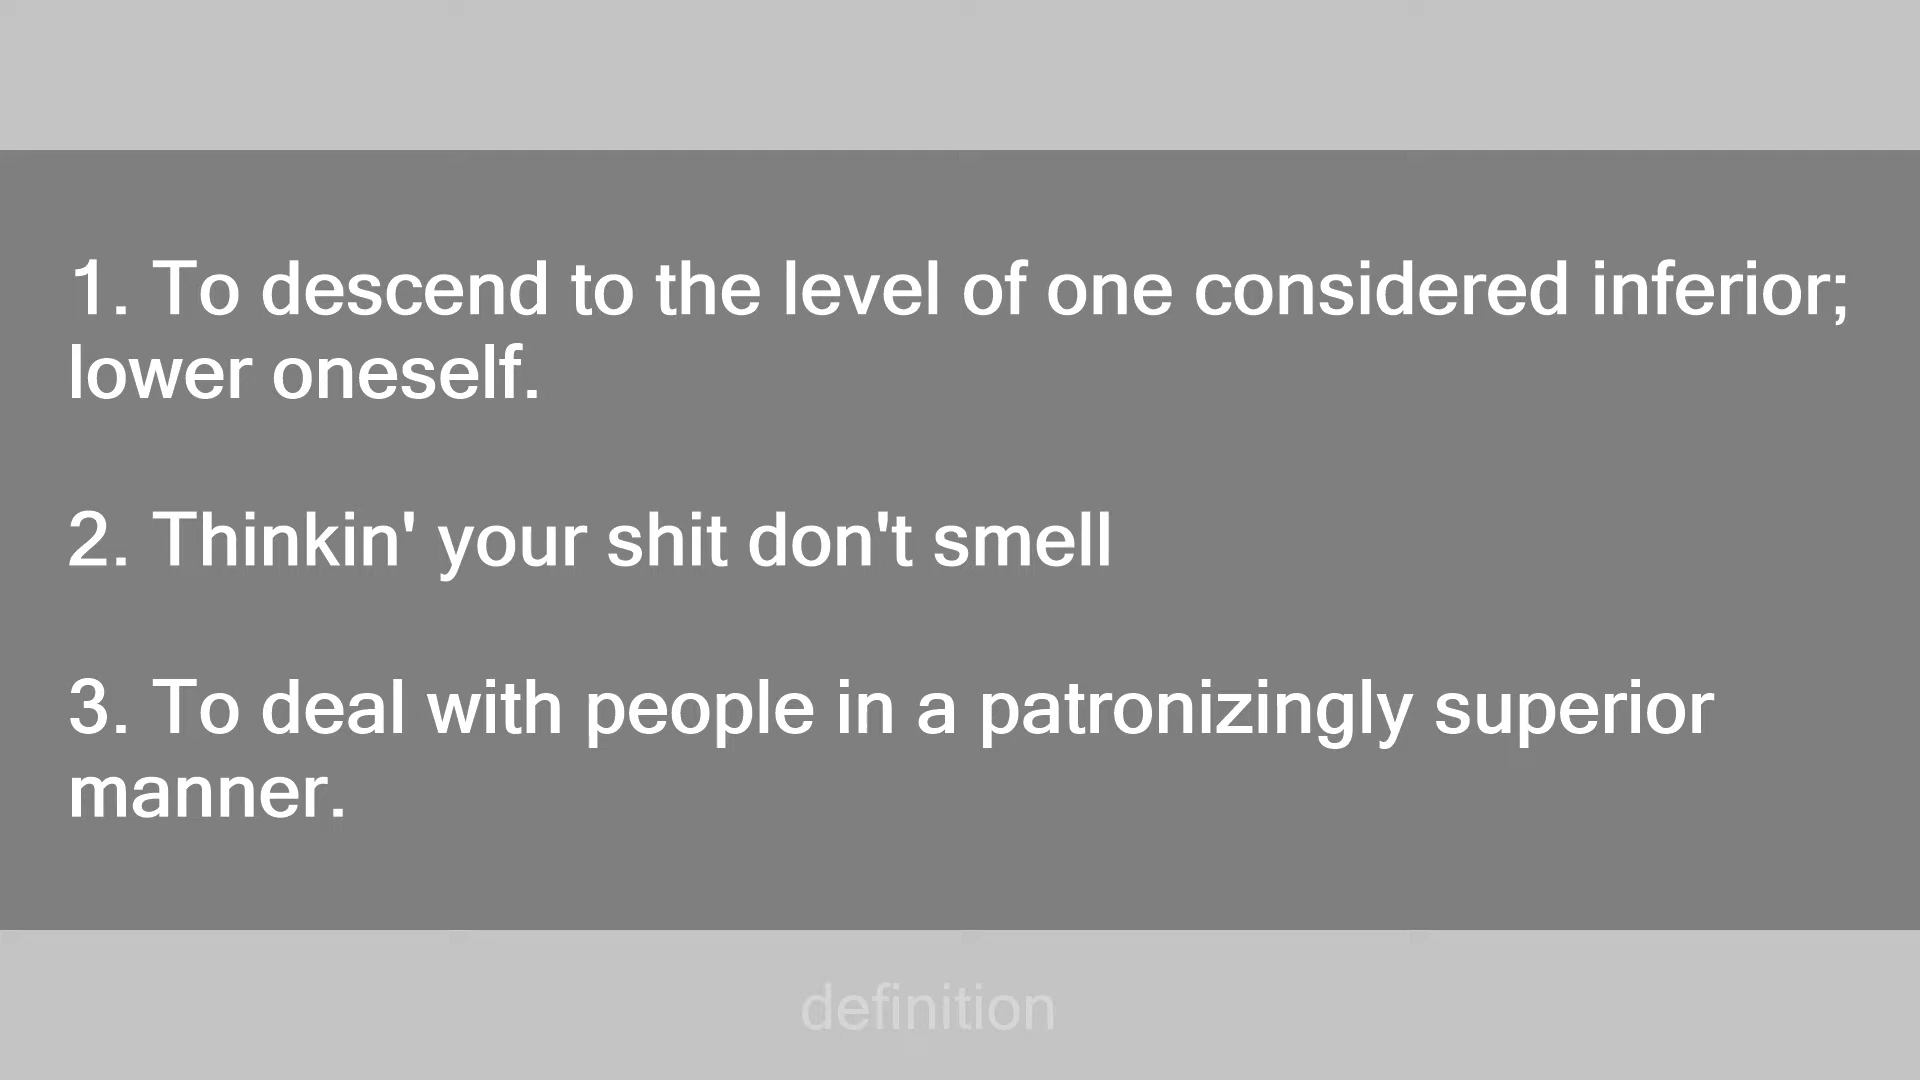 1. To descend to the level of one considered inferior;
lower oneself.
2. Thinkin' your shit don't smell
3. To deal with people in a patronizingly superior
manner.
definition